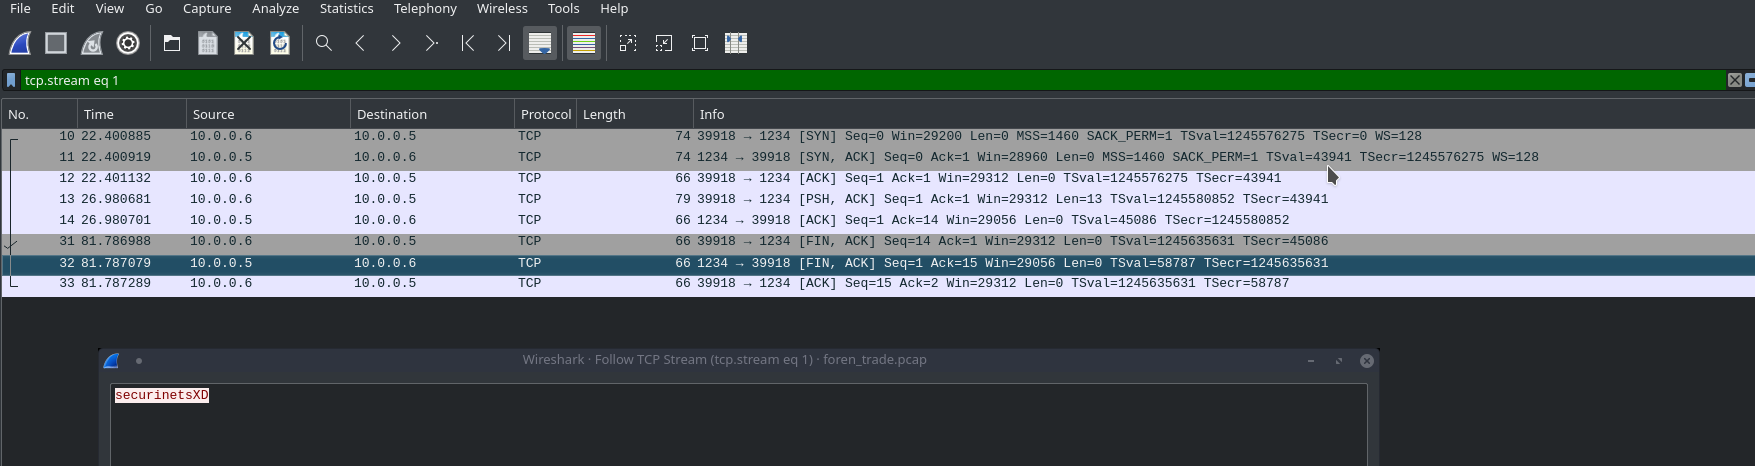 File Edit View Go Capture Analyze Statistics Telephony Wireless Tools Help
tcp.stream eq 1
No. Time Source Destination Protocol Length Info
10 22.400885 10.0.0.6 10.0.0.5 TCP 74 39918 → 1234 [SYN] Seq=0 Win=29200 Len=0 MSS=1460 SACK_PERM=1 TSval=1245576275 TSecr=0 WS=128
11 22.400919 10.0.0.5 10.0.0.6 TCP 74 1234 → 39918 [SYN, ACK] Seq=0 Ack=1 Win=28960 Len=0 MSS=1460 SACK_PERM=1 TSval=43941 TSecr=1245576275 WS=128
12 22.401132 10.0.0.6 10.0.0.5 TCP 66 39918 → 1234 [ACK] Seq=1 Ack=1 Win=29312 Len=0 TSval=1245576275 TSecr=43941
13 26.980681 10.0.0.6 10.0.0.5 TCP 79 39918 → 1234 [PSH, ACK] Seq=1 Ack=1 Win=29312 Len=13 TSval=1245580852 TSecr=43941
14 26.980701 10.0.0.5 10.0.0.6 TCP 66 1234 → 39918 [ACK] Seq=1 Ack=14 Win=29056 Len=0 TSval=45086 TSecr=1245580852
31 81.786988 10.0.0.6 10.0.0.5 TCP 66 39918 → 1234 [FIN, ACK] Seq=14 Ack=1 Win=29312 Len=0 TSval=1245635631 TSecr=45086
32 81.787079 10.0.0.5 10.0.0.6 TCP 66 1234 → 39918 [FIN, ACK] Seq=1 Ack=15 Win=29056 Len=0 TSval=58787 TSecr=1245635631
33 81.787289 10.0.0.6 10.0.0.5 TCP 66 39918 → 1234 [ACK] Seq=15 Ack=2 Win=29312 Len=0 TSval=1245635631 TSecr=58787
Wireshark · Follow TCP Stream (tcp.stream eq 1) · foren_trade.pcap
securinetsXD